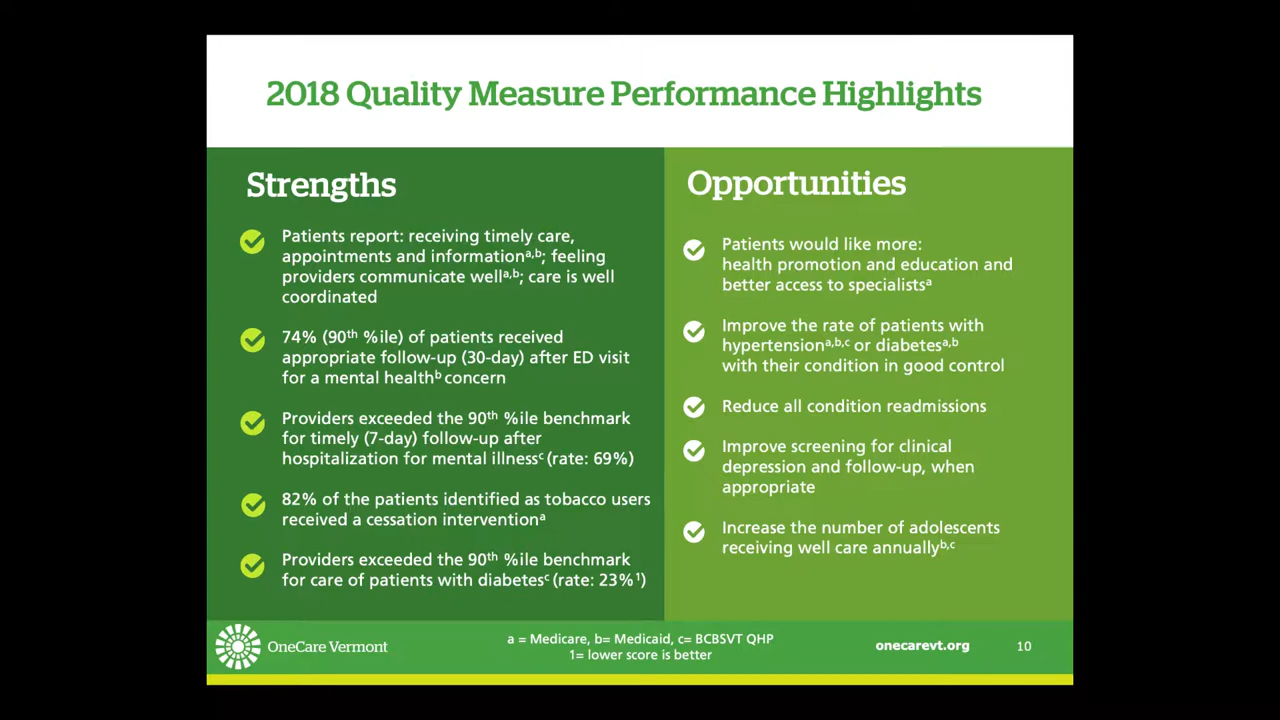 2018 Quality Measure Performance Highlights
Strengths
Patients report: receiving timely care,
appointments and informationᵃ,ᵇ; feeling
providers communicate wellᵃ,ᵇ; care is well
coordinated
74% (90ᵗʰ %ile) of patients received
appropriate follow-up (30-day) after ED visit
for a mental healthᵇ concern
Providers exceeded the 90ᵗʰ %ile benchmark
for timely (7-day) follow-up after
hospitalization for mental illnessᶜ (rate: 69%)
82% of the patients identified as tobacco users
received a cessation interventionᵃ
Providers exceeded the 90ᵗʰ %ile benchmark
for care of patients with diabetesᶜ (rate: 23%¹)
Opportunities
Patients would like more:
health promotion and education and
better access to specialistsᵃ
Improve the rate of patients with
hypertensionᵃ,ᵇ,ᶜ or diabetesᵃ,ᵇ
with their condition in good control
Reduce all condition readmissions
Improve screening for clinical
depression and follow-up, when
appropriate
Increase the number of adolescents
receiving well care annuallyᵇ,ᶜ
OneCare Vermont
a = Medicare, b= Medicaid, c= BCBSVT QHP
1= lower score is better
onecarevt.org
10